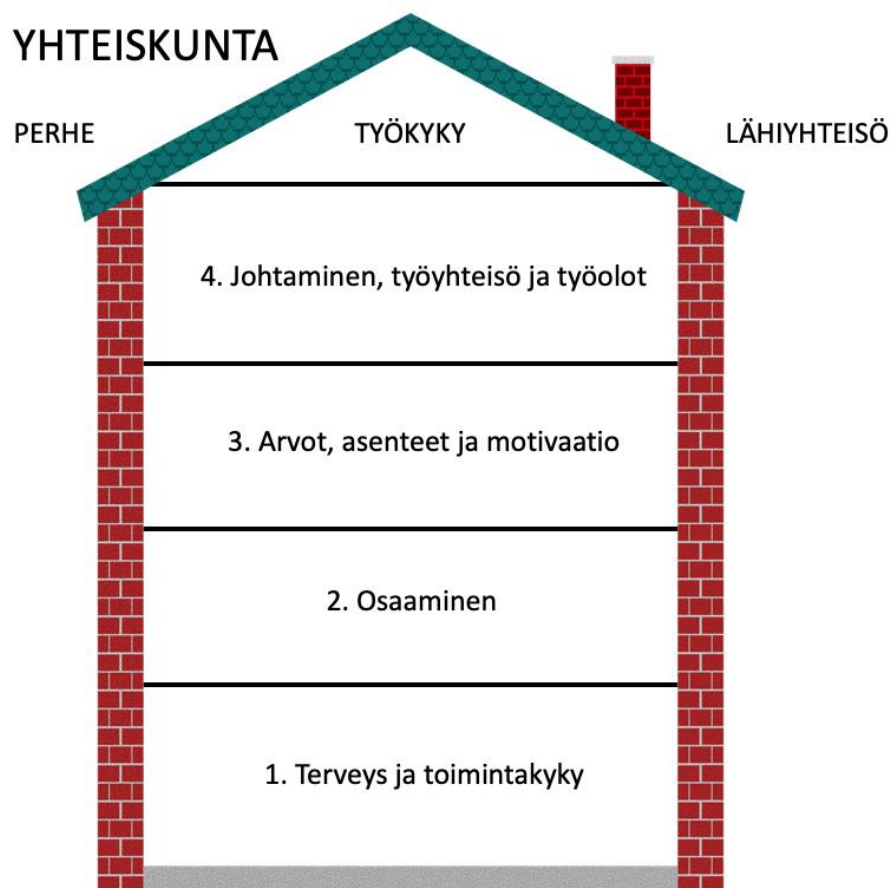 YHTEISKUNTA
PERHE
TYÖKYKY
LÄHIYHTEISÖ
4. Johtaminen, työyhteisö ja työolot
3. Arvot, asenteet ja motivaatio
2. Osaaminen
1. Terveys ja toimintakyky